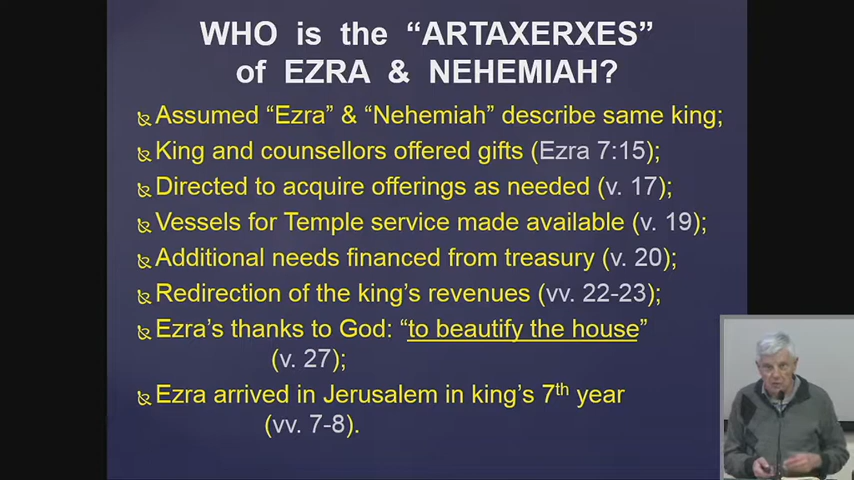 WHO is the “ARTAXERXES”
of EZRA & NEHEMIAH?
Assumed “Ezra” & “Nehemiah” describe same king;
King and counsellors offered gifts (Ezra 7:15);
Directed to acquire offerings as needed (v. 17);
Vessels for Temple service made available (v. 19);
Additional needs financed from treasury (v. 20);
Redirection of the king’s revenues (vv. 22-23);
Ezra’s thanks to God: “to beautify the house”
(v. 27);
Ezra arrived in Jerusalem in king’s 7th year
(vv. 7-8).